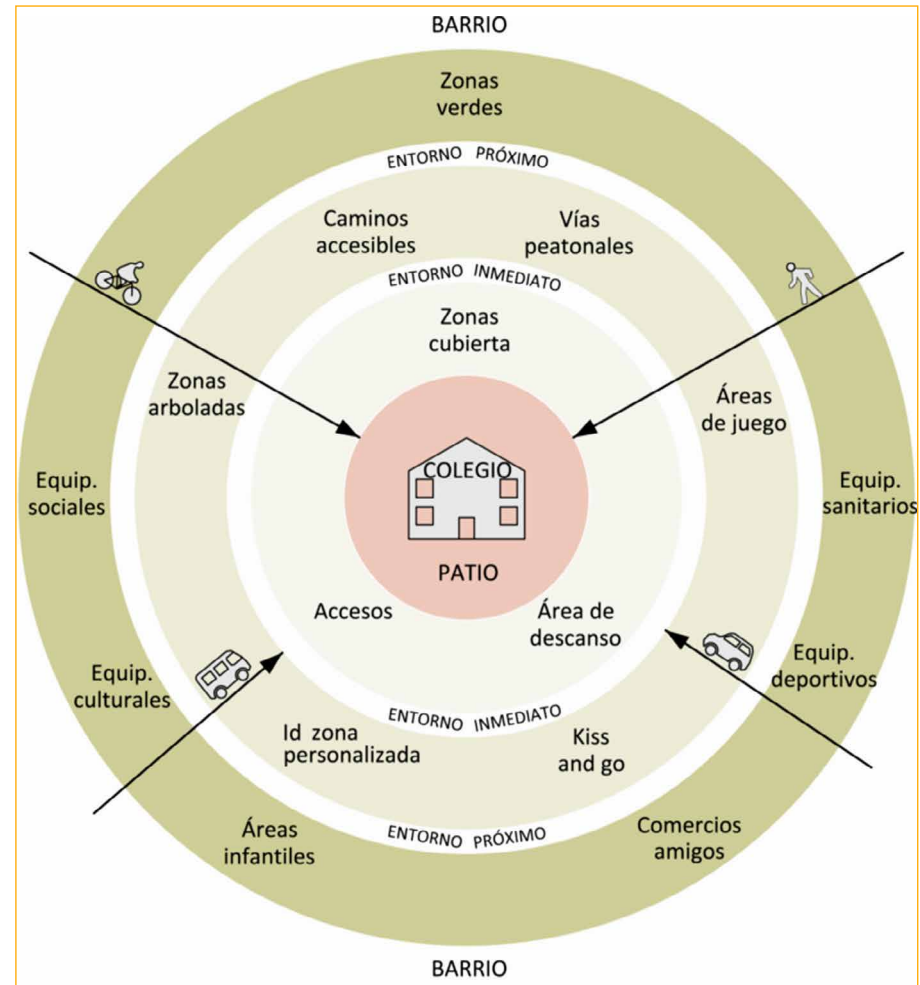 BARRIO
Zonas
verdes
ENTORNO PRÓXIMO
Caminos
accesibles
Vías
peatonales
ENTORNO INMEDIATO
Zonas
cubierta
Zonas
arboladas
Áreas
de juego
COLEGIO
Equip.
sociales
Equip.
sanitarios
PATIO
Accesos
Área de
descanso
Equip.
culturales
Equip.
deportivos
ENTORNO INMEDIATO
Id zona
personalizada
Kiss
and go
Áreas
infantiles
ENTORNO PRÓXIMO
Comercios
amigos
BARRIO